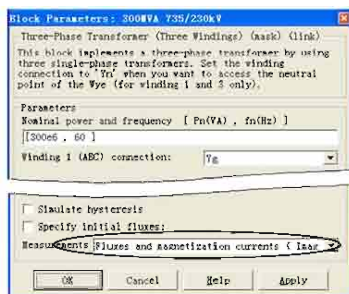 Block Parameters: 300MVA 735/230kV
Three-Phase Transformer (Three Windings) (mask) (link)
This block implements a three-phase transformer by using
three single-phase transformers. Set the winding
connection to 'Yn' when you want to access the neutral
point of the Wye (for winding 1 and 3 only).
Parameters
Nominal power and frequency [ Pn(VA) , fn(Hz) ]
[300e6 , 60 ]
Winding 1 (ABC) connection: Yg
Simulate hysteresis
Specify initial fluxes:
Measurements Fluxes and magnetization currents ( Imag
OK Cancel Help Apply